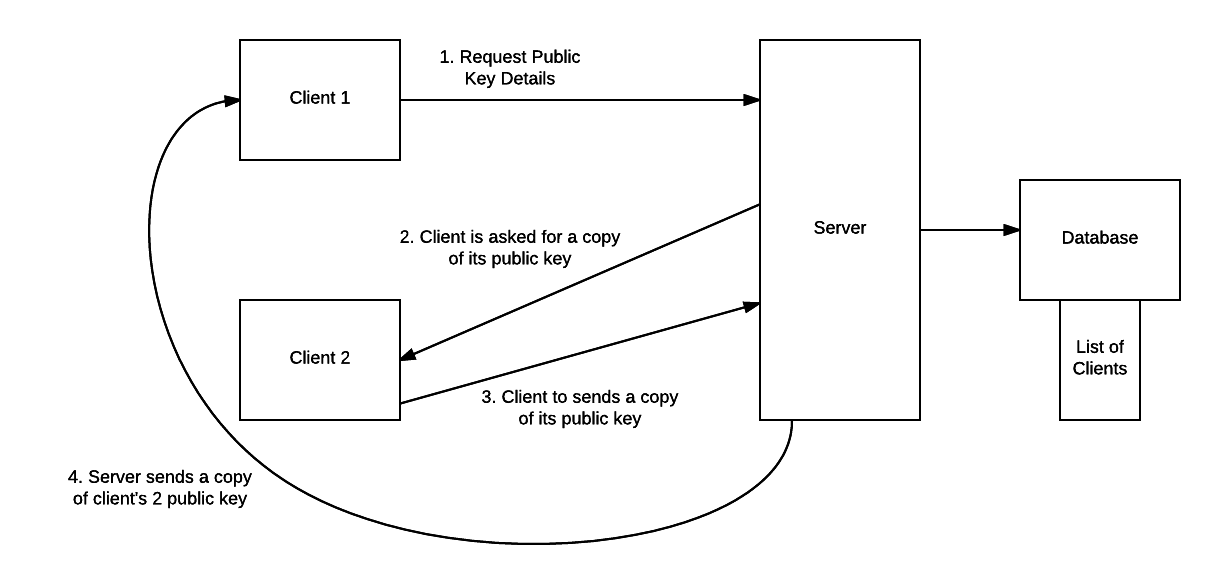 1. Request Public
Key Details
Client 1
Server
2. Client is asked for a copy
of its public key
Database
Client 2
List of
Clients
3. Client to sends a copy
of its public key
4. Server sends a copy
of client's 2 public key